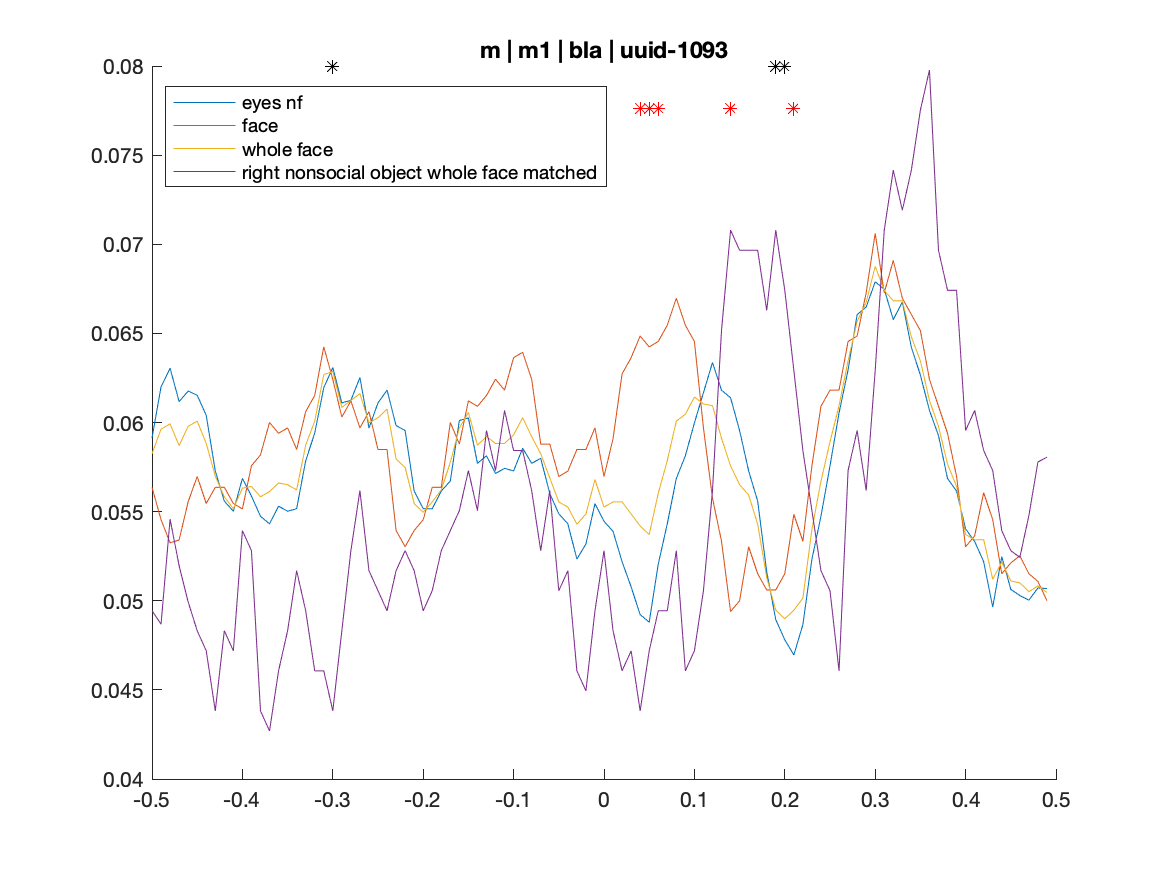 m | m1 | bla | uuid-1093
0.08
eyes nf
face
whole face
right nonsocial object whole face matched
0.075
0.07
0.065
0.06
0.055
0.05
0.045
0.04
-0.5 -0.4 -0.3 -0.2 -0.1 0 0.1 0.2 0.3 0.4 0.5